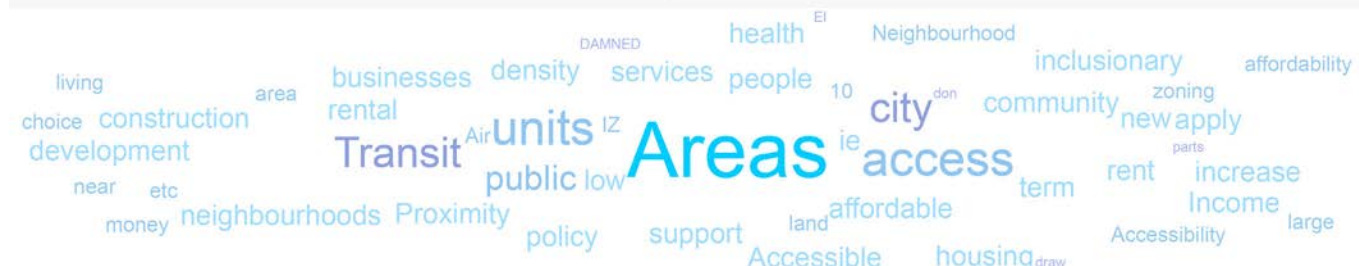 EI
health Neighbourhood
DAMNED
inclusionary
affordability
living businesses density services people
area
10 city don community zoning
choice construction rental
new apply
Transit Air units IZ Areas ie access
development
parts
near etc public low term rent increase
money neighbourhoods Proximity land affordable Income large
policy support Accessibility
Accessible housing draw